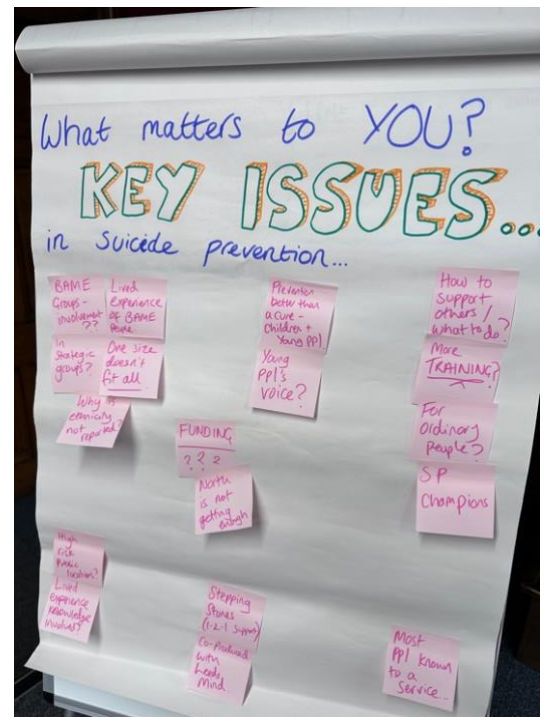 What matters to YOU?
KEY ISSUES...
in suicide prevention...
BAME
Groups -
involvement
??
In
strategic
groups?
Lived
experience
of BAME
One size
doesn't
fit all.
Why is
ethnicity
not reported?
FUNDING
? ? ?
North
is not
getting
enough
Prevention
better than
a cure -
Children +
Young PPl.
Young
PPl's
voice?
How to
support
others /
what to do?
More
TRAINING?
For
ordinary
people?
SP
Champions
High
risk
public
location?
Lived
experience
knowledge
involved?
Stepping
Stones
(1-2-1 support)
Co-produced
with
Leeds
Mind
Most
PPl known
to a
Service..